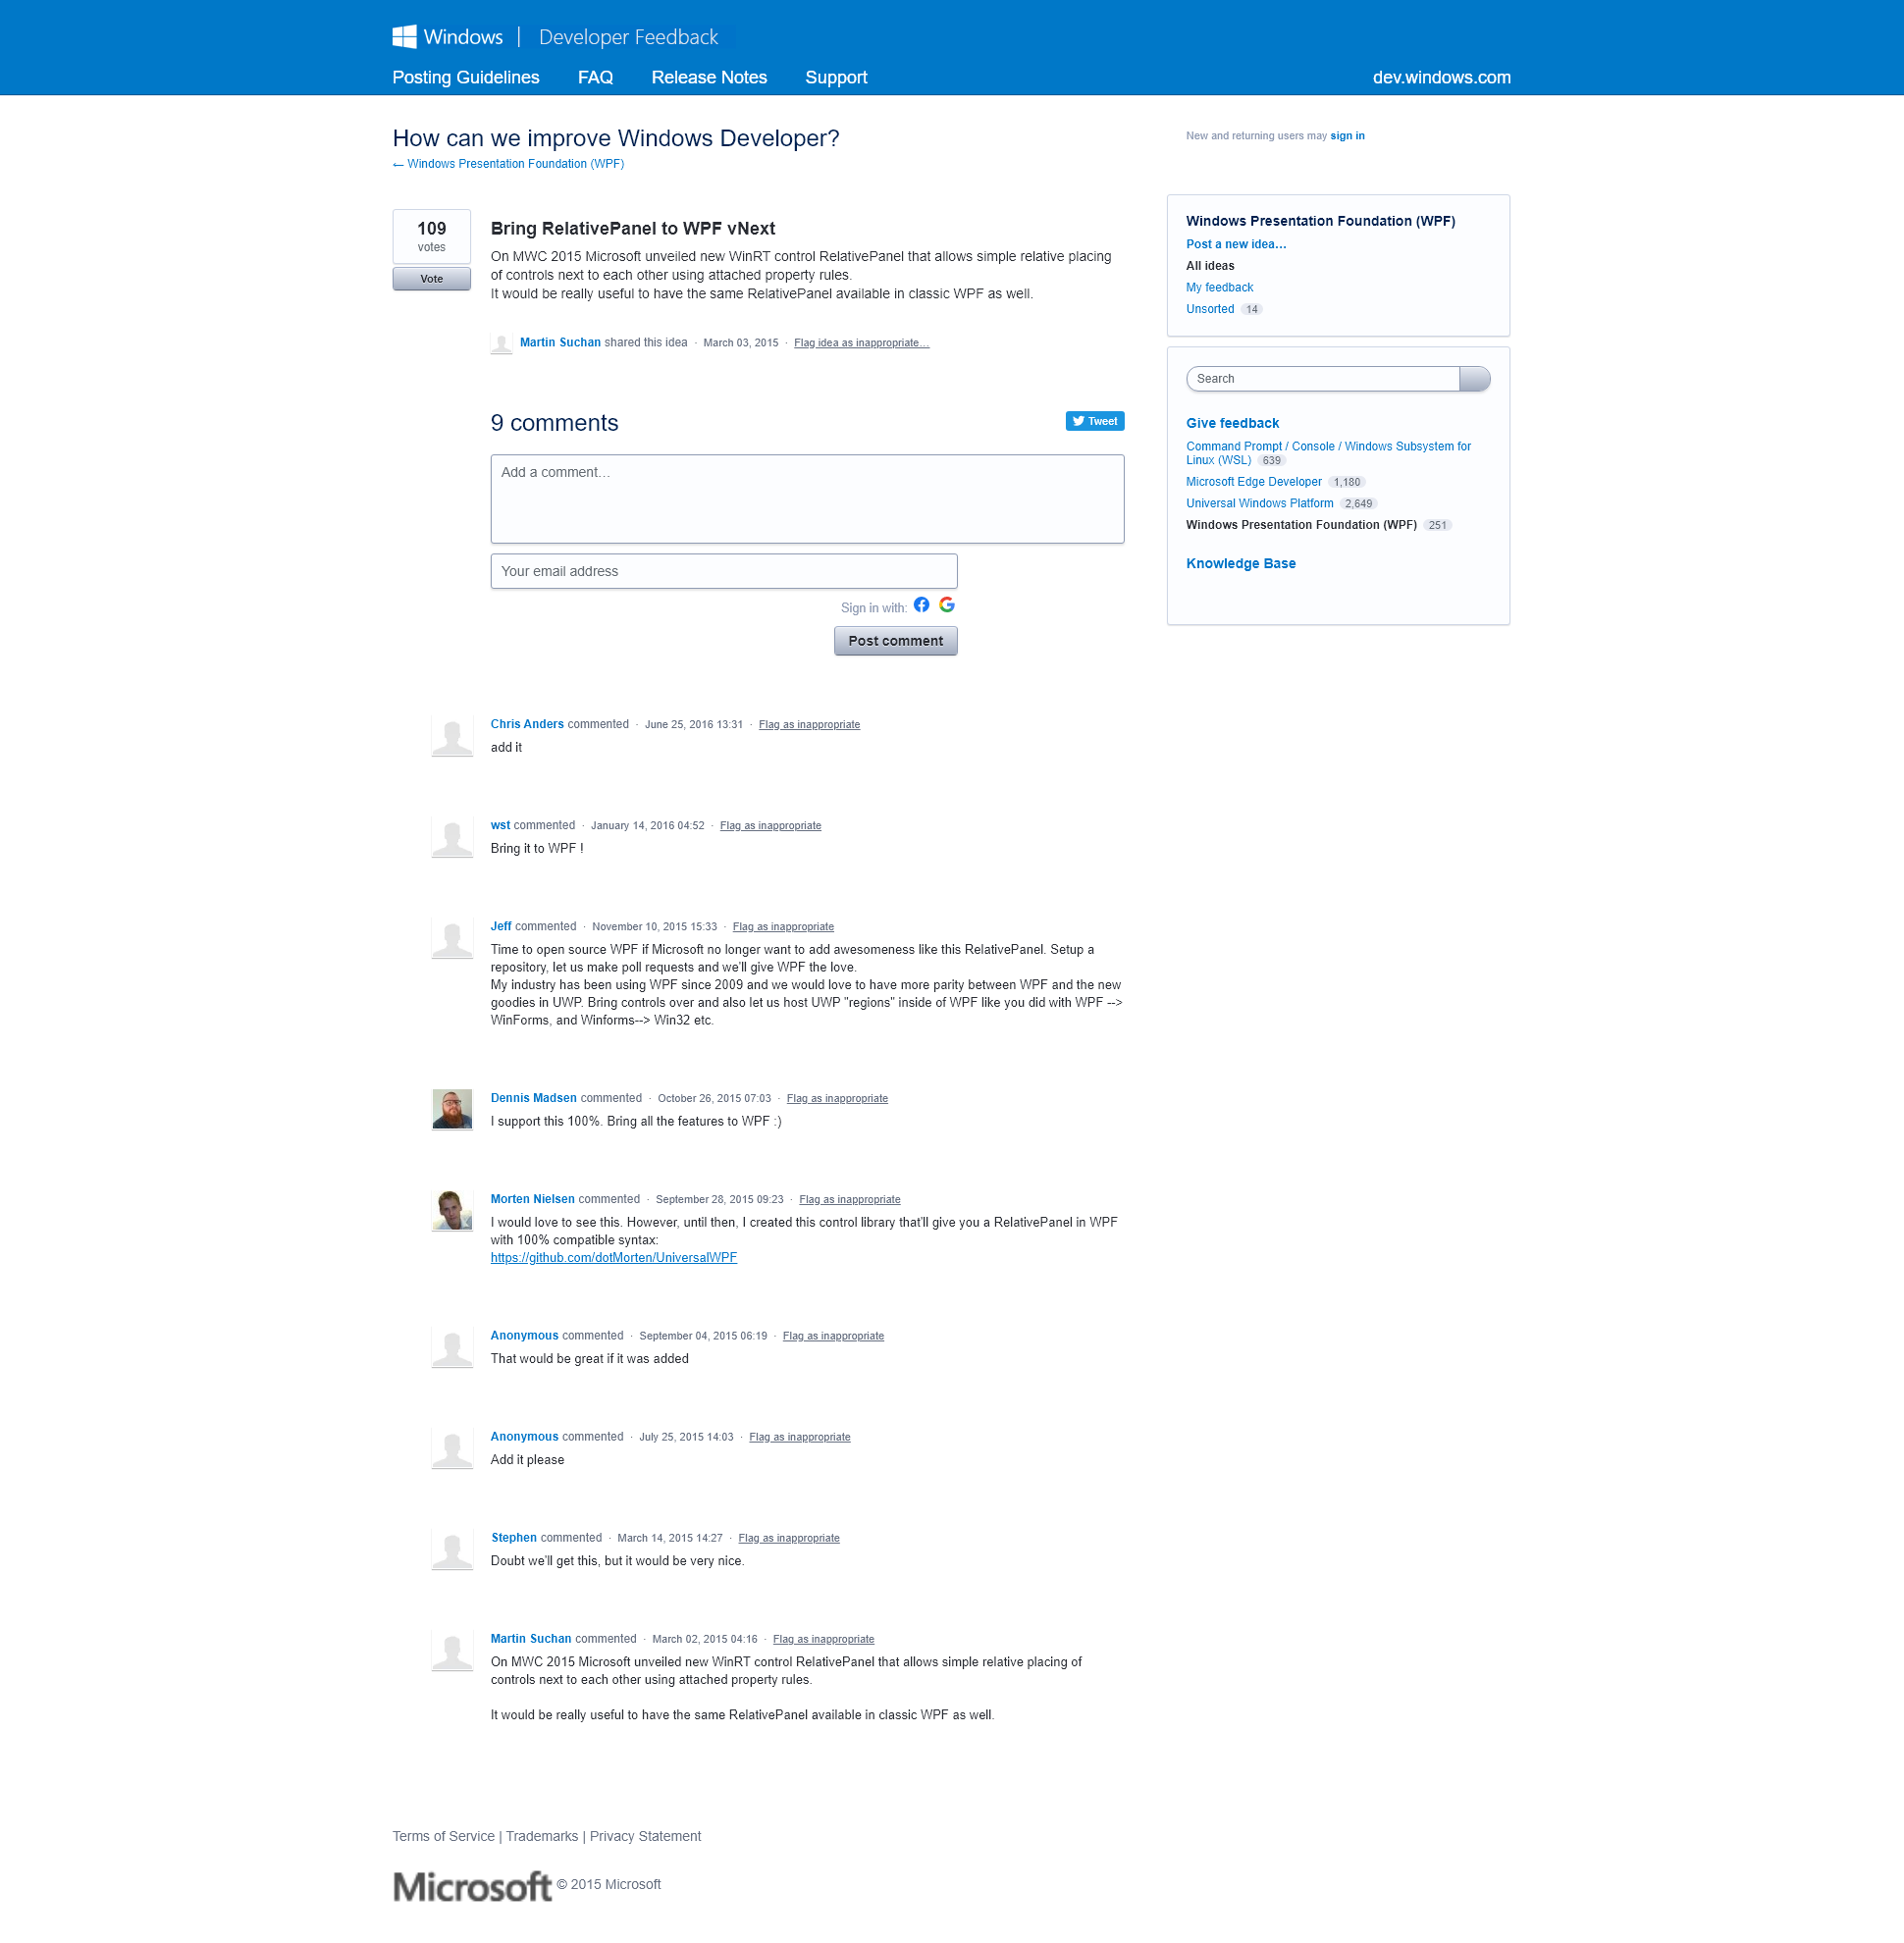 Windows | Developer Feedback
Posting Guidelines FAQ Release Notes Support dev.windows.com
How can we improve Windows Developer?
← Windows Presentation Foundation (WPF)
New and returning users may sign in
109
votes
Vote
Bring RelativePanel to WPF vNext
On MWC 2015 Microsoft unveiled new WinRT control RelativePanel that allows simple relative placing
of controls next to each other using attached property rules.
It would be really useful to have the same RelativePanel available in classic WPF as well.
Martin Suchan shared this idea · March 03, 2015 · Flag idea as inappropriate…
9 comments
Tweet
Add a comment…
Your email address
Sign in with:
Post comment
Chris Anders commented · June 25, 2016 13:31 · Flag as inappropriate
add it
wst commented · January 14, 2016 04:52 · Flag as inappropriate
Bring it to WPF !
Jeff commented · November 10, 2015 15:33 · Flag as inappropriate
Time to open source WPF if Microsoft no longer want to add awesomeness like this RelativePanel. Setup a
repository, let us make poll requests and we'll give WPF the love.
My industry has been using WPF since 2009 and we would love to have more parity between WPF and the new
goodies in UWP. Bring controls over and also let us host UWP "regions" inside of WPF like you did with WPF -->
WinForms, and Winforms--> Win32 etc.
Dennis Madsen commented · October 26, 2015 07:03 · Flag as inappropriate
I support this 100%. Bring all the features to WPF :)
Morten Nielsen commented · September 28, 2015 09:23 · Flag as inappropriate
I would love to see this. However, until then, I created this control library that'll give you a RelativePanel in WPF
with 100% compatible syntax:
https://github.com/dotMorten/UniversalWPF
Anonymous commented · September 04, 2015 06:19 · Flag as inappropriate
That would be great if it was added
Anonymous commented · July 25, 2015 14:03 · Flag as inappropriate
Add it please
Stephen commented · March 14, 2015 14:27 · Flag as inappropriate
Doubt we'll get this, but it would be very nice.
Martin Suchan commented · March 02, 2015 04:16 · Flag as inappropriate
On MWC 2015 Microsoft unveiled new WinRT control RelativePanel that allows simple relative placing of
controls next to each other using attached property rules.
It would be really useful to have the same RelativePanel available in classic WPF as well.
Windows Presentation Foundation (WPF)
Post a new idea…
All ideas
My feedback
Unsorted 14
Search
Give feedback
Command Prompt / Console / Windows Subsystem for
Linux (WSL) 639
Microsoft Edge Developer 1,180
Universal Windows Platform 2,649
Windows Presentation Foundation (WPF) 251
Knowledge Base
Terms of Service | Trademarks | Privacy Statement
Microsoft © 2015 Microsoft